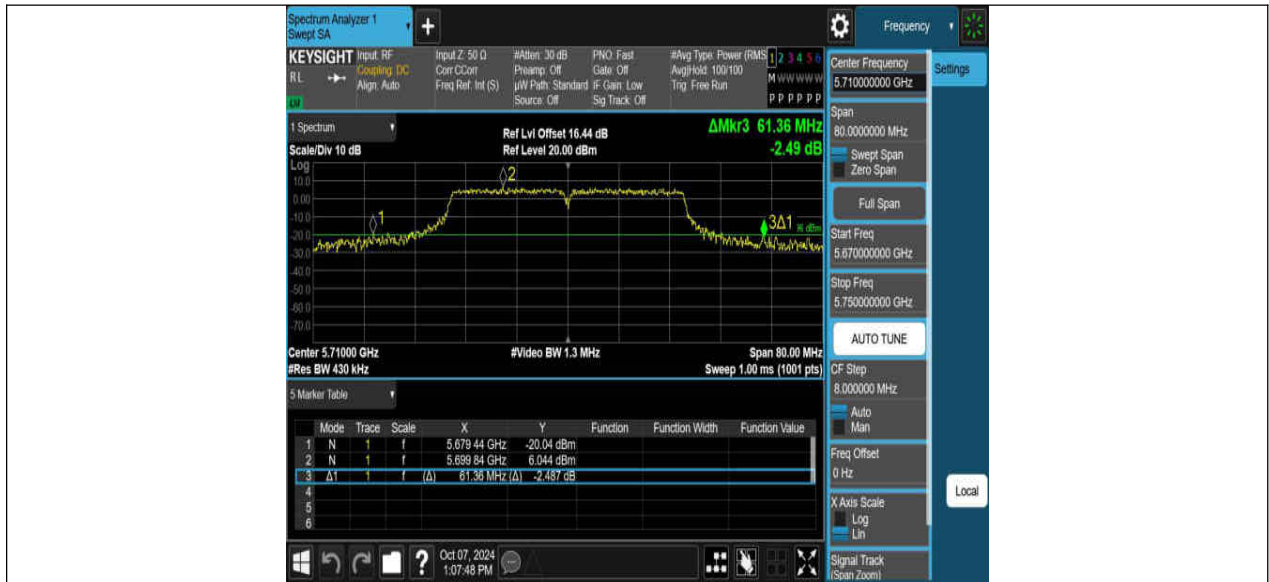 Spectrum Analyzer 1
Swept SA
+
Frequency
KEYSIGHT
RL
Input: RF
Coupling: DC
Align: Auto
Input Z: 50 Ω
Corr CCorr
Freq Ref: Int (S)
#Atten: 30 dB
Preamp: Off
µW Path: Standard
Source: Off
PNO: Fast
Gate: Off
IF Gain: Low
Sig Track: Off
#Avg Type: Power (RMS
Avg|Hold: 100/100
Trig: Free Run
1 2 3 4 5 6
M W W W W W
P P P P P P
1 Spectrum
Scale/Div 10 dB
Ref Lvl Offset 16.44 dB
Ref Level 20.00 dBm
ΔMkr3 61.36 MHz
-2.49 dB
Log
10.0
0.00
-10.0
-20.0
-30.0
-40.0
-50.0
-60.0
-70.0
1
2
3Δ1
Center 5.71000 GHz
#Res BW 430 kHz
#Video BW 1.3 MHz
Span 80.00 MHz
Sweep 1.00 ms (1001 pts)
5 Marker Table
Mode Trace Scale X Y Function Function Width Function Value
1 N 1 f 5.679 44 GHz -20.04 dBm
2 N 1 f 5.699 84 GHz 6.044 dBm
3 Δ1 1 f (Δ) 61.36 MHz (Δ) -2.487 dB
4
5
6
?
Oct 07, 2024
1:07:48 PM
Center Frequency
5.710000000 GHz
Span
80.0000000 MHz
Swept Span
Zero Span
Full Span
Start Freq
5.670000000 GHz
Stop Freq
5.750000000 GHz
AUTO TUNE
CF Step
8.000000 MHz
Auto
Man
Freq Offset
0 Hz
X Axis Scale
Log
Lin
Signal Track
(Span Zoom)
Settings
Local